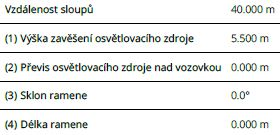 Vzdálenost sloupů 40.000 m
(1) Výška zavěšení osvětlovacího zdroje 5.500 m
(2) Převis osvětlovacího zdroje nad vozovkou 0.000 m
(3) Sklon ramene 0.0°
(4) Délka ramene 0.000 m